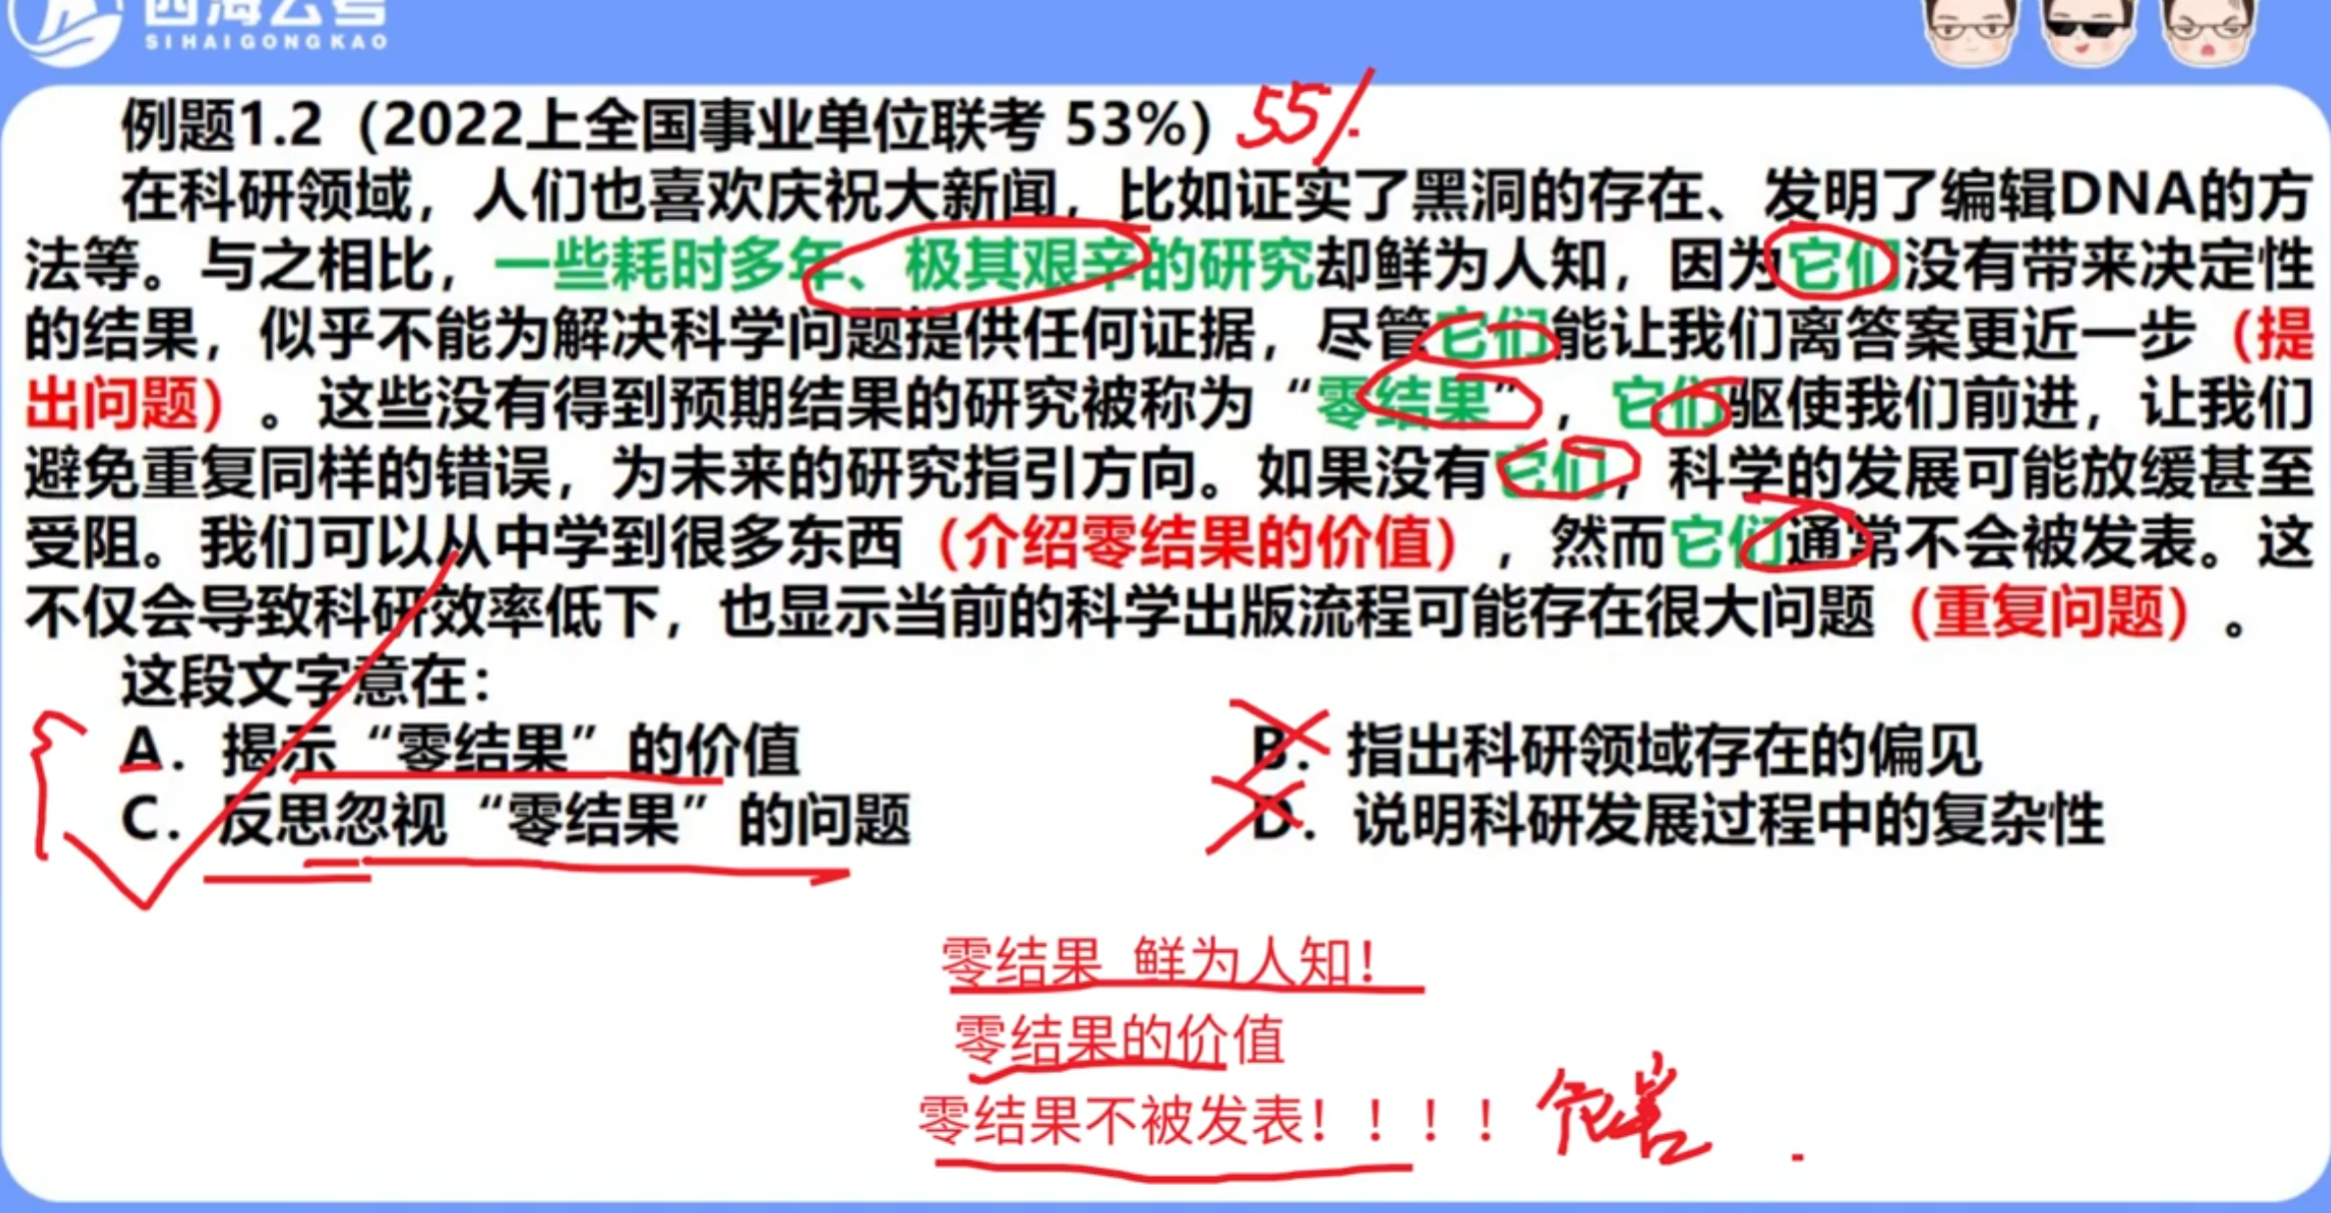 四海公考
SIHAIGONGKAO
例题1.2（2022上全国事业单位联考 53%）55%
在科研领域，人们也喜欢庆祝大新闻，比如证实了黑洞的存在、发明了编辑DNA的方
法等。与之相比，一些耗时多年、极其艰辛的研究却鲜为人知，因为它们没有带来决定性
的结果，似乎不能为解决科学问题提供任何证据，尽管它们能让我们离答案更近一步（提
出问题）。这些没有得到预期结果的研究被称为“零结果”，它们驱使我们前进，让我们
避免重复同样的错误，为未来的研究指引方向。如果没有它们，科学的发展可能放缓甚至
受阻。我们可以从中学到很多东西（介绍零结果的价值），然而它们通常不会被发表。这
不仅会导致科研效率低下，也显示当前的科学出版流程可能存在很大问题（重复问题）。
这段文字意在：
A．揭示“零结果”的价值 B．指出科研领域存在的偏见
C．反思忽视“零结果”的问题 D．说明科研发展过程中的复杂性
零结果 鲜为人知！
零结果的价值
零结果不被发表！！！！ 危害